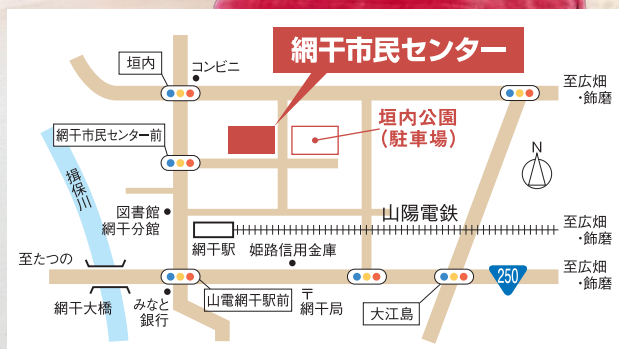 垣内
コンビニ
網干市民センター
至広畑
・飾磨
垣内公園
(駐車場)
網干市民センター前
N
揖保川
図書館
網干分館
山陽電鉄
至広畑
・飾磨
網干駅
姫路信用金庫
至たつの
250
至広畑
・飾磨
網干大橋
みなと
銀行
山電網干駅前
〒
網干局
大江島